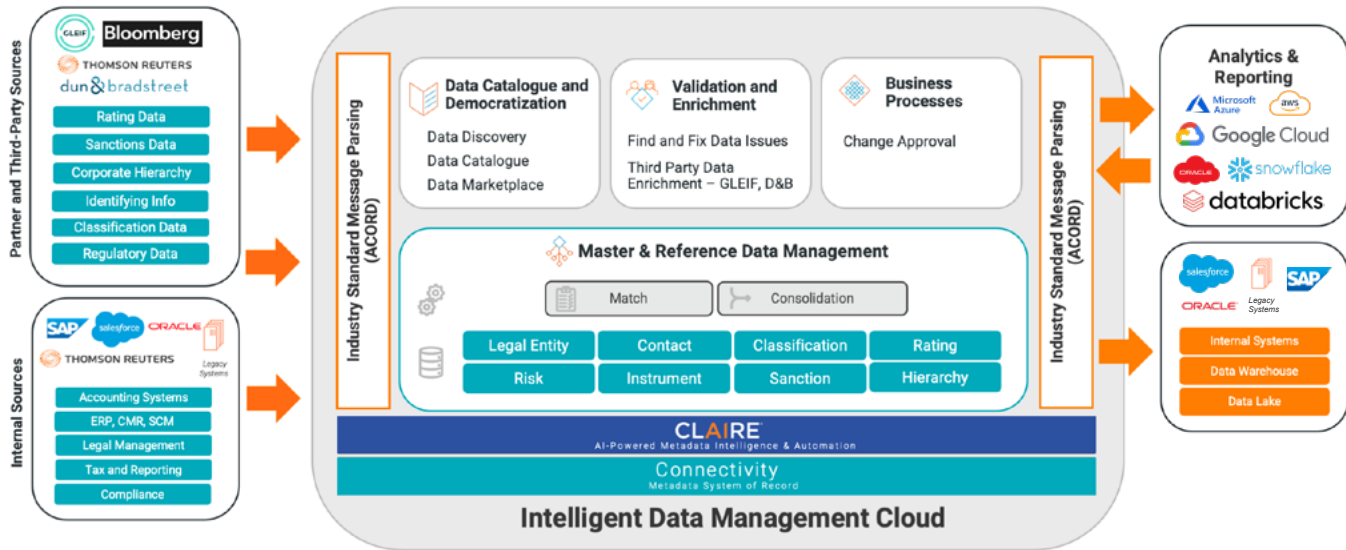 Partner and Third-Party Sources
GLEIF
Bloomberg
THOMSON REUTERS
dun & bradstreet
Rating Data
Sanctions Data
Corporate Hierarchy
Identifying Info
Classification Data
Regulatory Data
Internal Sources
SAP
salesforce
ORACLE
THOMSON REUTERS
Legacy
Systems
Accounting Systems
ERP, CMR, SCM
Legal Management
Tax and Reporting
Compliance
Industry Standard Message Parsing
(ACORD)
Data Catalogue and
Democratization
Data Discovery
Data Catalogue
Data Marketplace
Validation and
Enrichment
Find and Fix Data Issues
Third Party Data
Enrichment – GLEIF, D&B
Business
Processes
Change Approval
Master & Reference Data Management
Match
Consolidation
Legal Entity
Contact
Classification
Rating
Risk
Instrument
Sanction
Hierarchy
CLAIRE
AI-Powered Metadata Intelligence & Automation
Connectivity
Metadata System of Record
Intelligent Data Management Cloud
Industry Standard Message Parsing
(ACORD)
Analytics &
Reporting
Microsoft
Azure
aws
Google Cloud
ORACLE
snowflake
databricks
salesforce
SAP
ORACLE
Legacy
Systems
Internal Systems
Data Warehouse
Data Lake